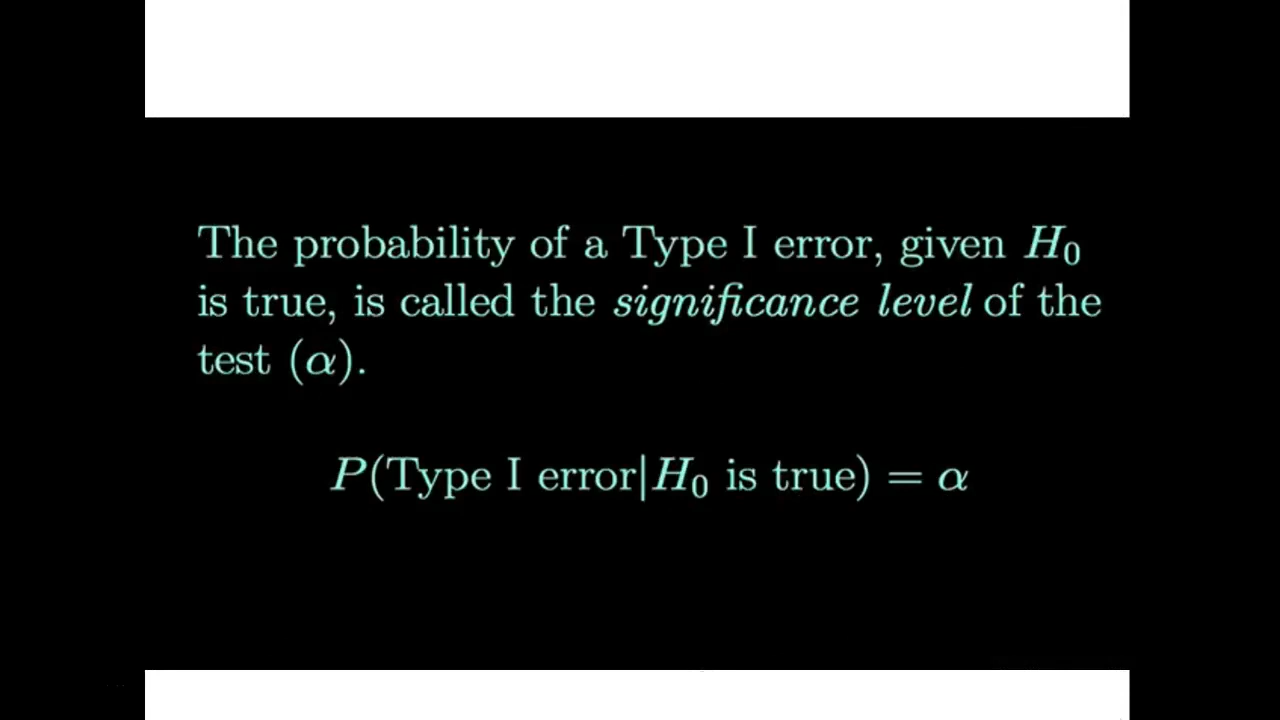 The probability of a Type I error, given H₀
is true, is called the significance level of the
test (α).
P(Type I error|H₀ is true) = α